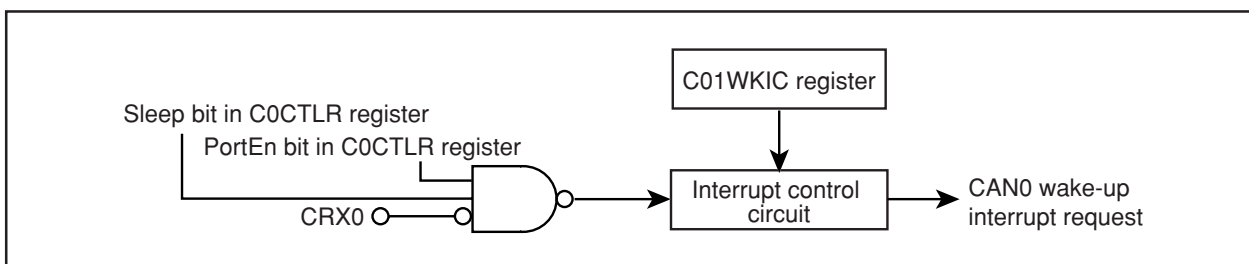 C01WKIC register
Sleep bit in C0CTLR register
PortEn bit in C0CTLR register
CRX0
Interrupt control
circuit
CAN0 wake-up
interrupt request